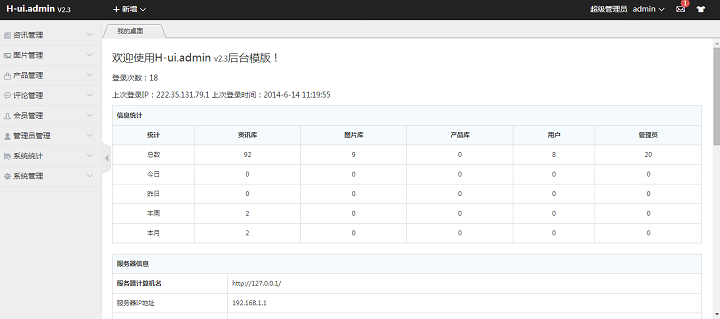 H-ui.admin v2.3 + 新增 超级管理员 admin 1
资讯管理
图片管理
产品管理
评论管理
会员管理
管理员管理
系统统计
系统管理
我的桌面
欢迎使用H-ui.admin v2.3后台模版！
登录次数：18
上次登录IP：222.35.131.79.1 上次登录时间：2014-6-14 11:19:55
信息统计
统计 资讯库 图片库 产品库 用户 管理员
总数 92 9 0 8 20
今日 0 0 0 0 0
昨日 0 0 0 0 0
本周 2 0 0 0 0
本月 2 0 0 0 0
服务器信息
服务器计算机名 http://127.0.0.1/
服务器IP地址 192.168.1.1